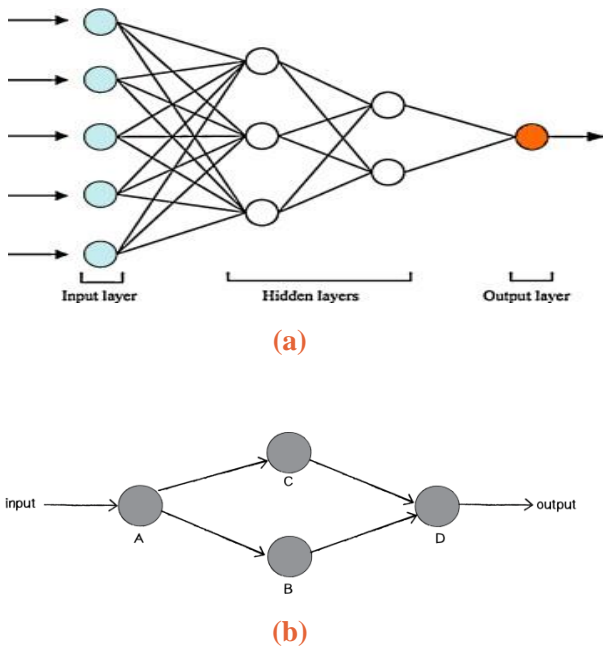 Input layer Hidden layers Output layer
(a)
C
input output
A D
B
(b)